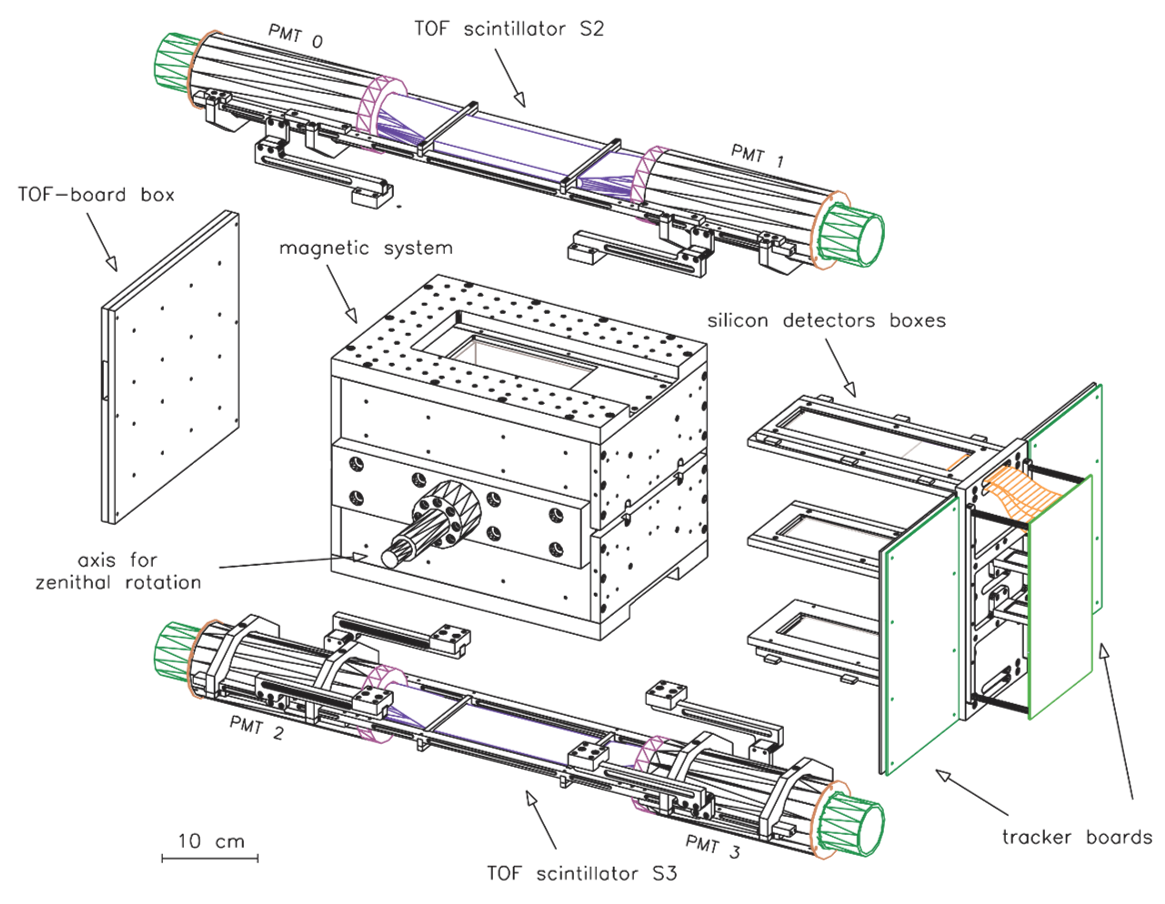 PMT 0
TOF scintillator S2
PMT 1
TOF-board box
magnetic system
silicon detectors boxes
axis for
zenithal rotation
PMT 2
10 cm
PMT 3
tracker boards
TOF scintillator S3